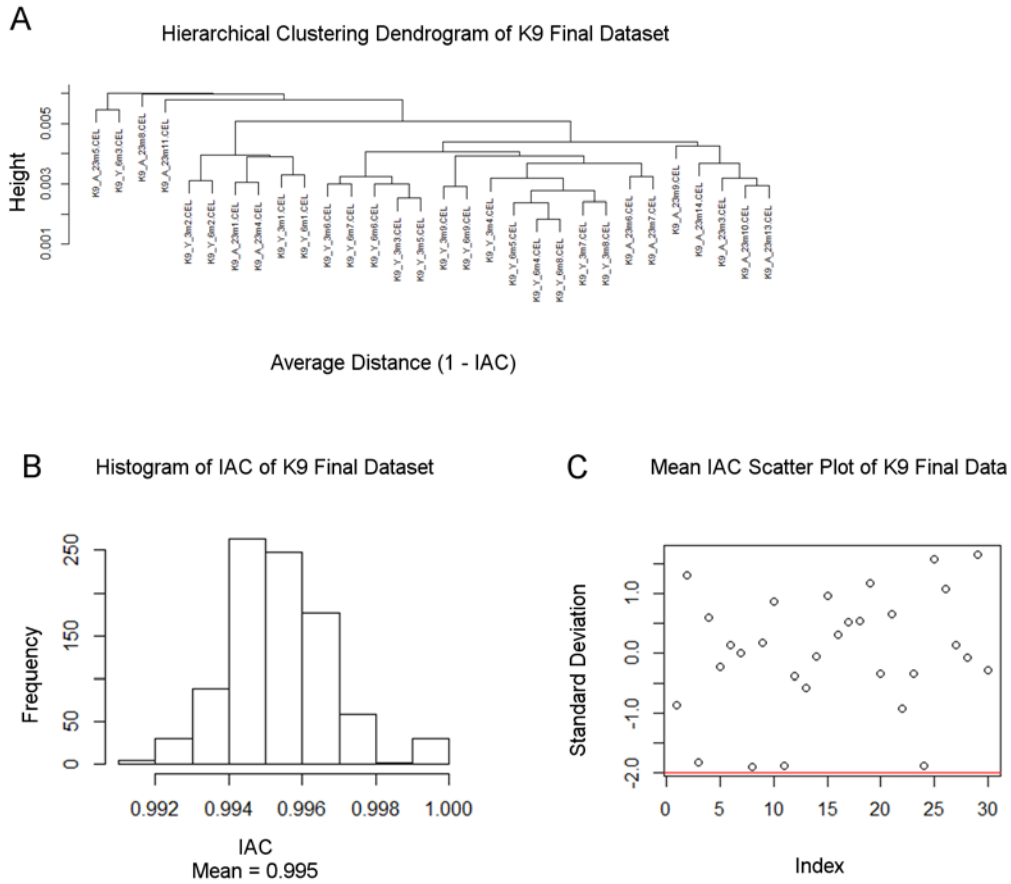 A
Hierarchical Clustering Dendrogram of K9 Final Dataset
Height
0.005
0.003
0.001
K9_A_23m5.CEL
K9_Y_6m3.CEL
K9_A_23m8.CEL
K9_A_23m11.CEL
K9_Y_3m2.CEL
K9_Y_6m2.CEL
K9_A_23m1.CEL
K9_A_23m4.CEL
K9_Y_3m1.CEL
K9_Y_6m1.CEL
K9_Y_3m6.CEL
K9_Y_6m7.CEL
K9_Y_6m6.CEL
K9_Y_3m3.CEL
K9_Y_3m5.CEL
K9_Y_3m9.CEL
K9_Y_6m9.CEL
K9_Y_3m4.CEL
K9_Y_6m5.CEL
K9_Y_6m4.CEL
K9_Y_6m8.CEL
K9_Y_3m7.CEL
K9_Y_3m8.CEL
K9_A_23m6.CEL
K9_A_23m7.CEL
K9_A_23m9.CEL
K9_A_23m14.CEL
K9_A_23m3.CEL
K9_A_23m10.CEL
K9_A_23m13.CEL
Average Distance (1 - IAC)
B
Histogram of IAC of K9 Final Dataset
Frequency
250
150
50
0
0.992 0.994 0.996 0.998 1.000
IAC
Mean = 0.995
C
Mean IAC Scatter Plot of K9 Final Data
Standard Deviation
1.0
0.0
-1.0
-2.0
0 5 10 15 20 25 30
Index